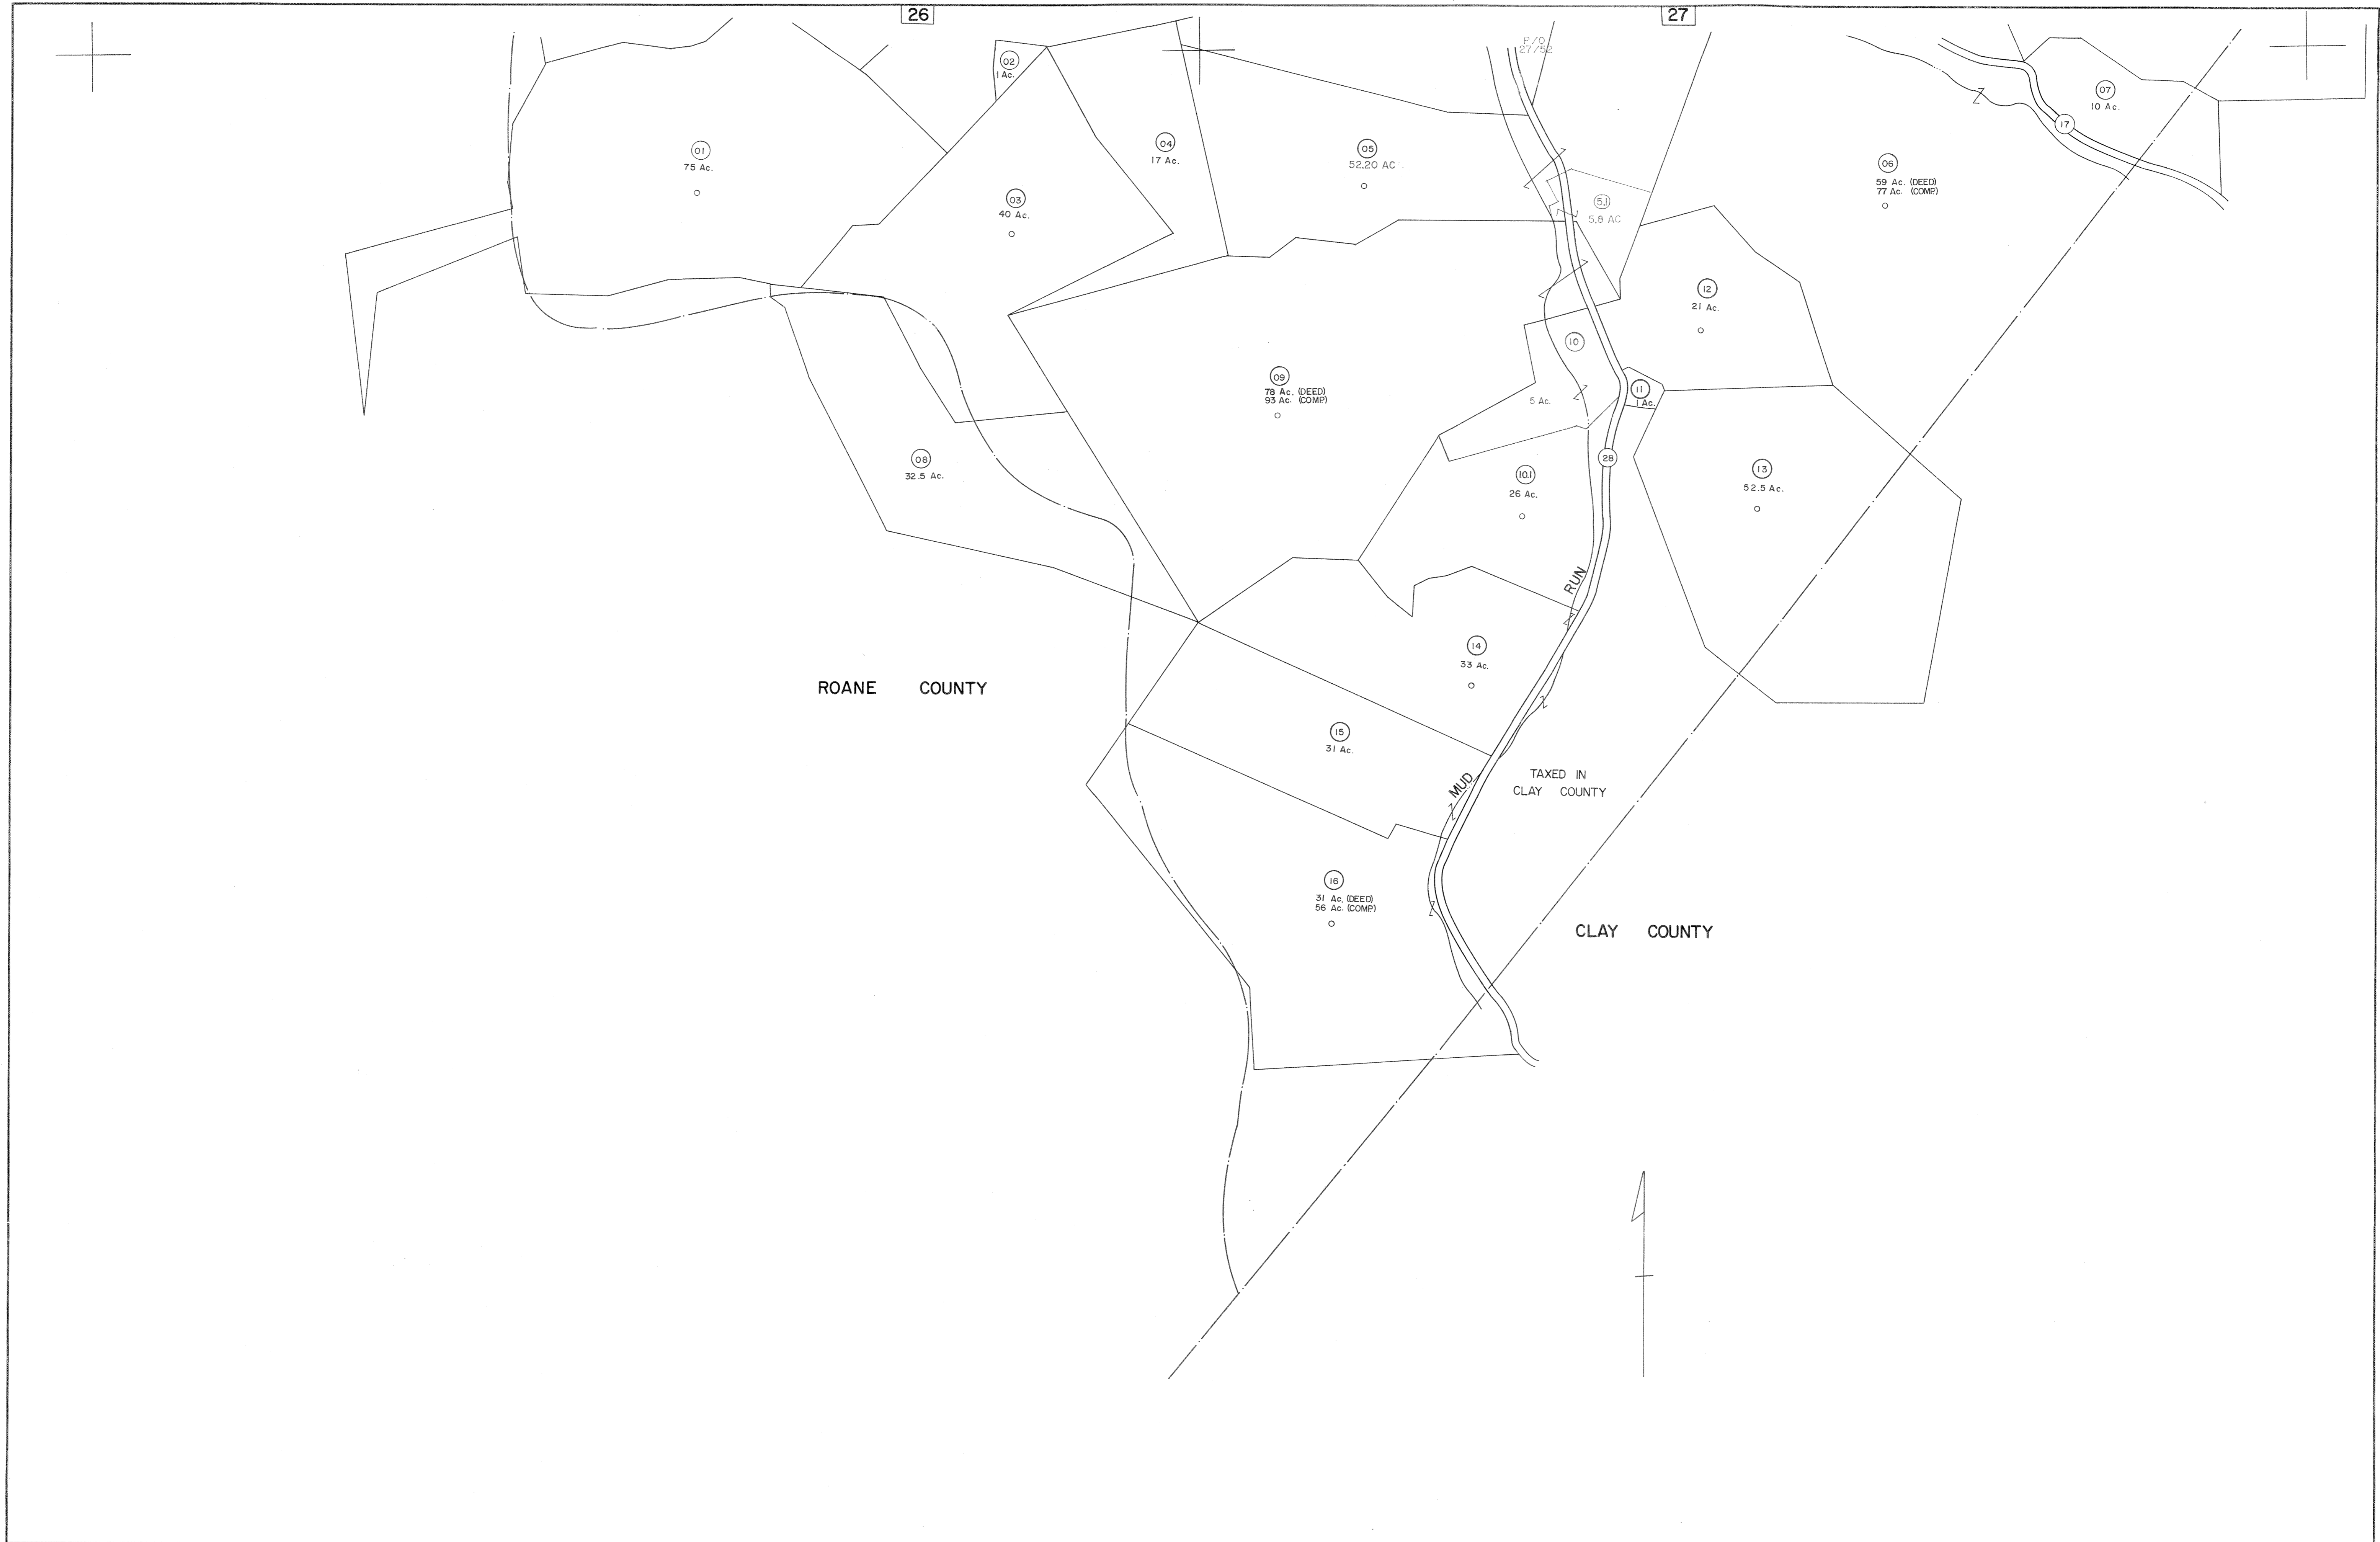 26
27
P/O
27/52
02
1 Ac.
07
10 Ac.
17
01
75 Ac.
04
17 Ac.
05
52.20 AC
06
59 Ac. (DEED)
77 Ac. (COMP.)
03
40 Ac.
5.1
5.8 AC
12
21 Ac.
10
5 Ac.
09
78 Ac. (DEED)
93 Ac. (COMP.)
11
1 Ac.
08
32.5 Ac.
28
10.1
26 Ac.
13
52.5 Ac.
RUN
14
33 Ac.
ROANE COUNTY
15
31 Ac.
MUD
TAXED IN
CLAY COUNTY
16
31 Ac. (DEED)
56 Ac. (COMP.)
CLAY COUNTY